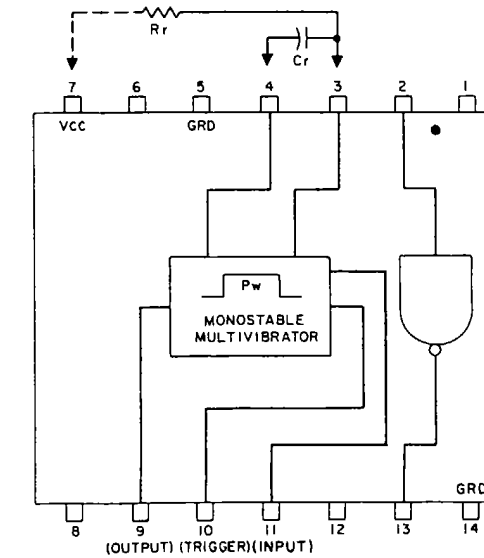 Rr
Cr
7 6 5 4 3 2 1
VCC GRD
Pw
MONOSTABLE
MULTIVIBRATOR
GRD
8 9 10 11 12 13 14
(OUTPUT) (TRIGGER)(INPUT)